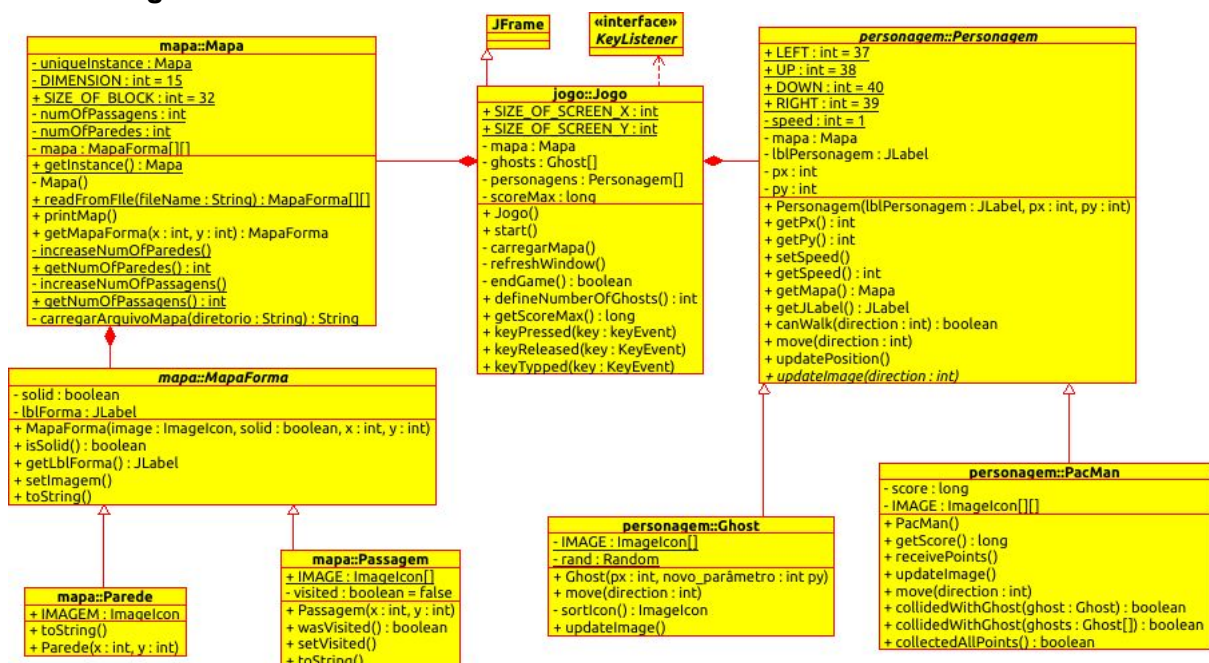 g
mapa::Mapa
- uniqueInstance : Mapa
- DIMENSION : int = 15
+ SIZE_OF_BLOCK : int = 32
- numOfPassagens : int
- numOfParedes : int
- mapa : MapaForma[][]
+ getInstance() : Mapa
- Mapa()
+ readFromFIle(fileName : String) : MapaForma[][]
+ printMap()
+ getMapaForma(x : int, y : int) : MapaForma
- increaseNumOfParedes()
+ getNumOfParedes() : int
- increaseNumOfPassagens()
+ getNumOfPassagens() : int
- carregarArquivoMapa(diretorio : String) : String
JFrame
«interface»
KeyListener
jogo::Jogo
+ SIZE_OF_SCREEN_X : int
+ SIZE_OF_SCREEN_Y : int
- mapa : Mapa
- ghosts : Ghost[]
- personagens : Personagem[]
- scoreMax : long
+ Jogo()
+ start()
- carregarMapa()
- refreshWindow()
- endGame() : boolean
+ defineNumberOfGhosts() : int
+ getScoreMax() : long
+ keyPressed(key : keyEvent)
+ keyReleased(key : KeyEvent)
+ keyTypped(key : KeyEvent)
personagem::Personagem
+ LEFT : int = 37
+ UP : int = 38
+ DOWN : int = 40
+ RIGHT : int = 39
- speed : int = 1
- mapa : Mapa
- lblPersonagem : JLabel
- px : int
- py : int
+ Personagem(lblPersonagem : JLabel, px : int, py : int)
+ getPx() : int
+ getPy() : int
+ setSpeed()
+ getSpeed() : int
+ getMapa() : Mapa
+ getJLabel() : JLabel
+ canWalk(direction : int) : boolean
+ move(direction : int)
+ updatePosition()
+ updateImage(direction : int)
mapa::MapaForma
- solid : boolean
- lblForma : JLabel
+ MapaForma(image : ImageIcon, solid : boolean, x : int, y : int)
+ isSolid() : boolean
+ getLblForma() : JLabel
+ setImagem()
+ toString()
mapa::Parede
+ IMAGEM : ImageIcon
+ toString()
+ Parede(x : int, y : int)
mapa::Passagem
+ IMAGE : ImageIcon[]
- visited : boolean = false
+ Passagem(x : int, y : int)
+ wasVisited() : boolean
+ setVisited()
+ toString()
personagem::Ghost
- IMAGE : ImageIcon[]
- rand : Random
+ Ghost(px : int, novo_parâmetro : int py)
+ move(direction : int)
- sortIcon() : ImageIcon
+ updateImage()
personagem::PacMan
- score : long
- IMAGE : ImageIcon[][]
+ PacMan()
+ getScore() : long
+ receivePoints()
+ updateImage()
+ move(direction : int)
+ collidedWithGhost(ghost : Ghost) : boolean
+ collidedWithGhost(ghosts : Ghost[]) : boolean
+ collectedAllPoints() : boolean